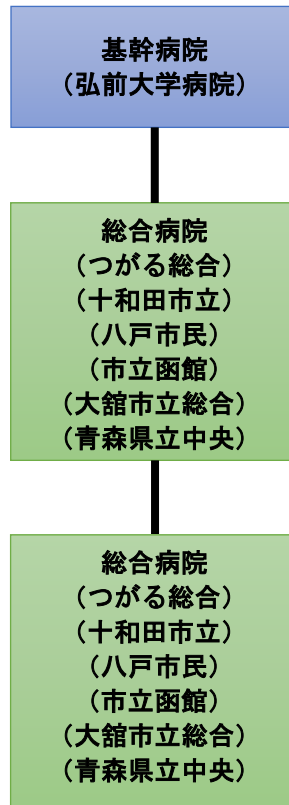 基幹病院
（弘前大学病院）
総合病院
（つがる総合）
（十和田市立）
（八戸市民）
（市立函館）
（大舘市立総合）
（青森県立中央）
総合病院
（つがる総合）
（十和田市立）
（八戸市民）
（市立函館）
（大舘市立総合）
（青森県立中央）